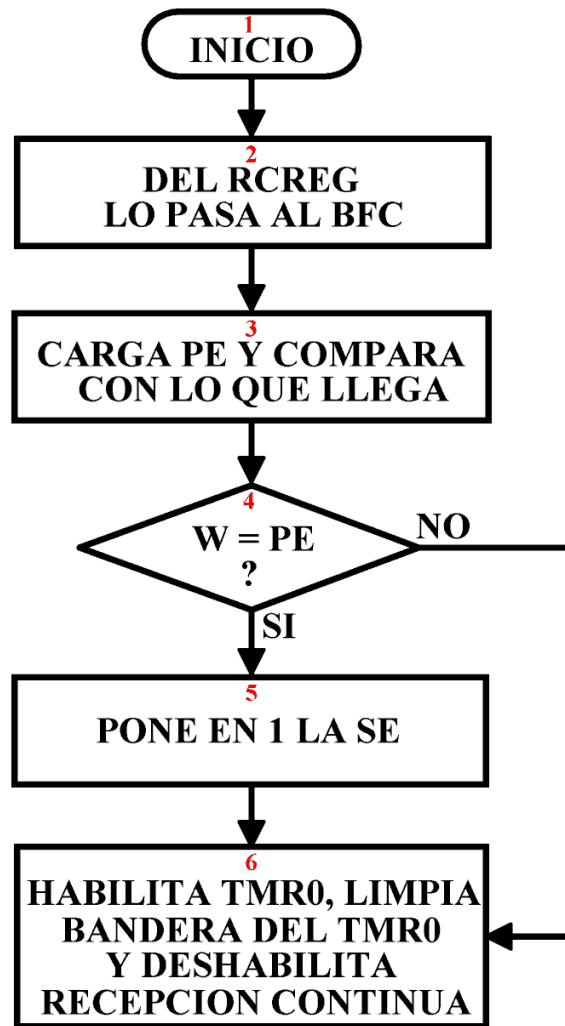 1
INICIO
2
DEL RCREG
LO PASA AL BFC
3
CARGA PE Y COMPARA
CON LO QUE LLEGA
4
W = PE
?
NO
SI
5
PONE EN 1 LA SE
6
HABILITA TMR0, LIMPIA
BANDERA DEL TMR0
Y DESHABILITA
RECEPCION CONTINUA